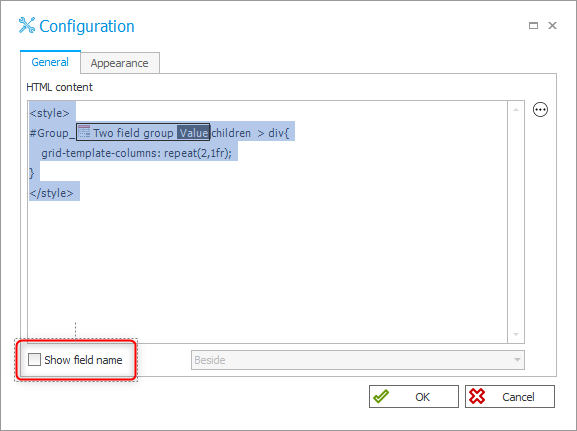 Configuration
General Appearance
HTML content
<style>
#Group_ Two field group Value children > div{
grid-template-columns: repeat(2,1fr);
}
</style>
Show field name Beside
OK Cancel